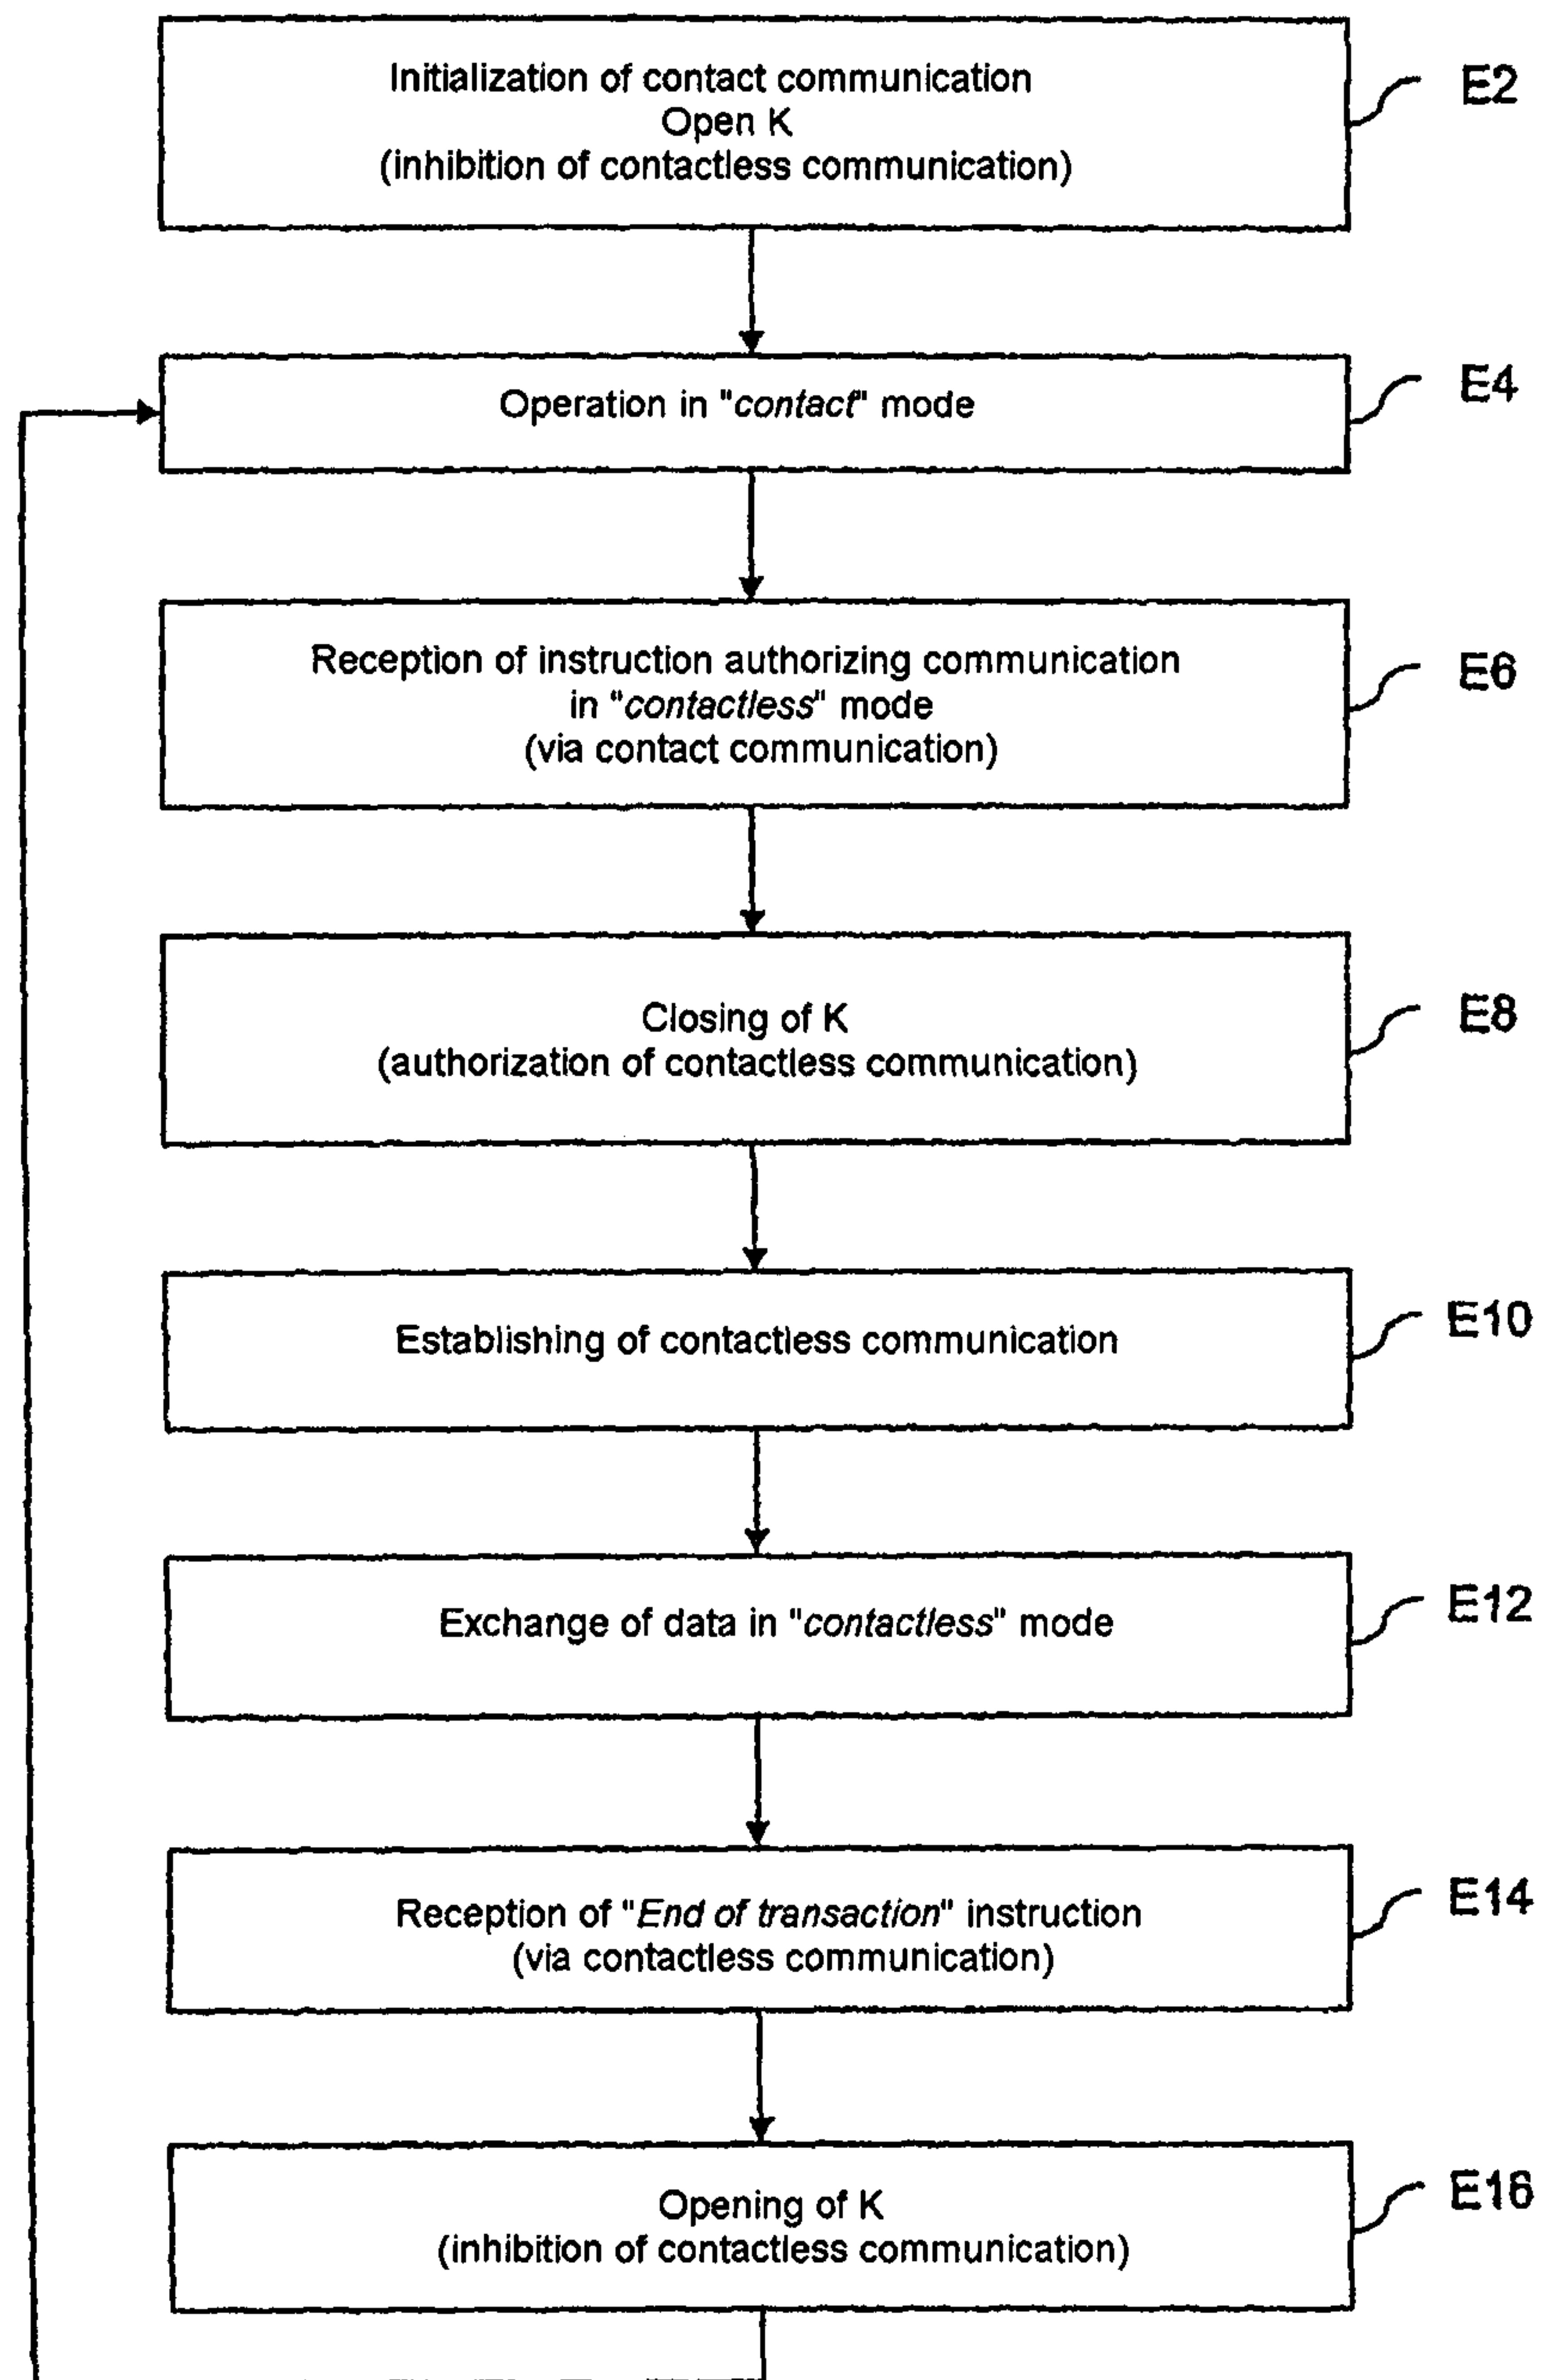 Initialization of contact communication
Open K
(inhibition of contactless communication)
E2
Operation in "contact" mode
E4
Reception of instruction authorizing communication
in "contactless" mode
(via contact communication)
E6
Closing of K
(authorization of contactless communication)
E8
Establishing of contactless communication
E10
Exchange of data in "contactless" mode
E12
Reception of "End of transaction" instruction
(via contactless communication)
E14
Opening of K
(inhibition of contactless communication)
E16